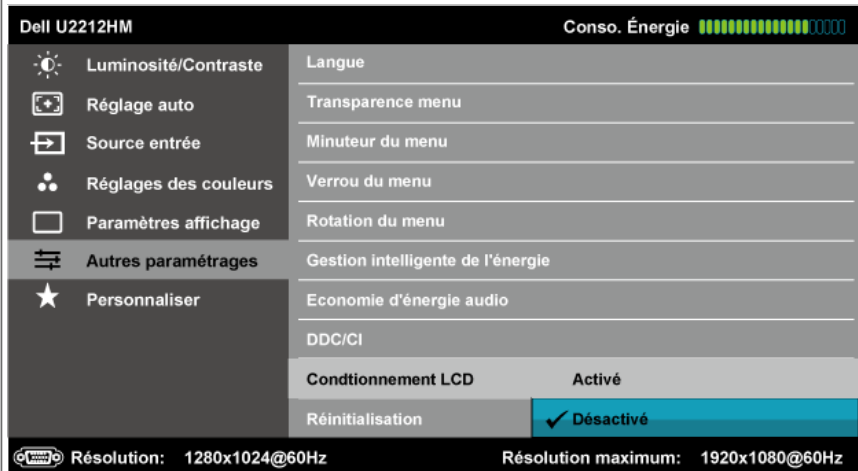 Dell U2212HM
Conso. Énergie
Luminosité/Contraste
Réglage auto
Source entrée
Réglages des couleurs
Paramètres affichage
Autres paramétrages
Personnaliser
Langue
Transparence menu
Minuteur du menu
Verrou du menu
Rotation du menu
Gestion intelligente de l'énergie
Economie d'énergie audio
DDC/CI
Condtionnement LCD
Activé
Réinitialisation
Désactivé
Résolution: 1280x1024@60Hz
Résolution maximum: 1920x1080@60Hz